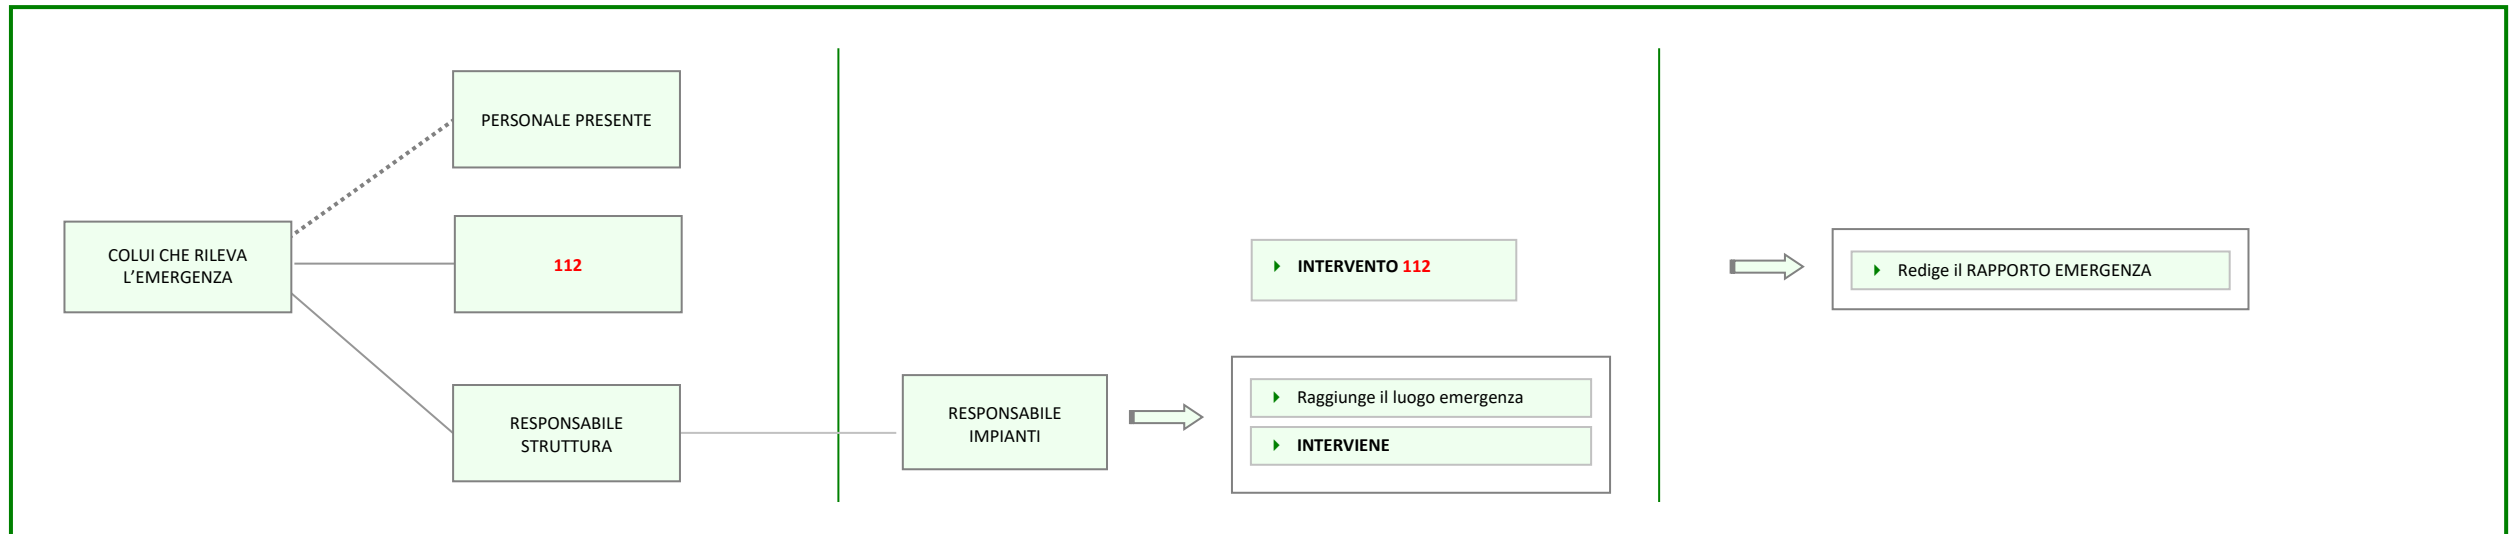 PERSONALE PRESENTE
COLUI CHE RILEVA
L’EMERGENZA
112
RESPONSABILE
STRUTTURA
INTERVENTO 112
RESPONSABILE
IMPIANTI
Raggiunge il luogo emergenza
INTERVIENE
Redige il RAPPORTO EMERGENZA